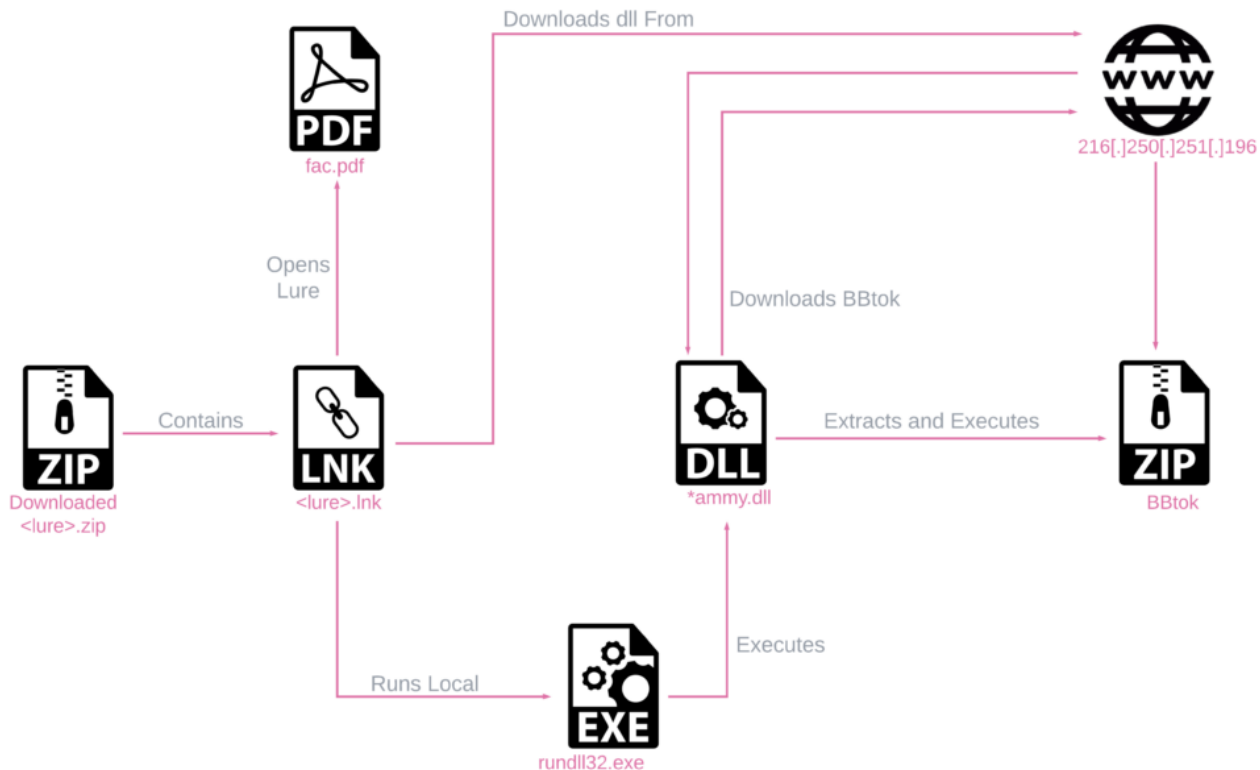 Downloads dll From
PDF
fac.pdf
WWW
216[.]250[.]251[.]196
Opens
Lure
Downloads BBtok
ZIP
Downloaded
<lure>.zip
Contains
LNK
<lure>.lnk
DLL
*ammy.dll
Extracts and Executes
ZIP
BBtok
Runs Local
EXE
rundll32.exe
Executes